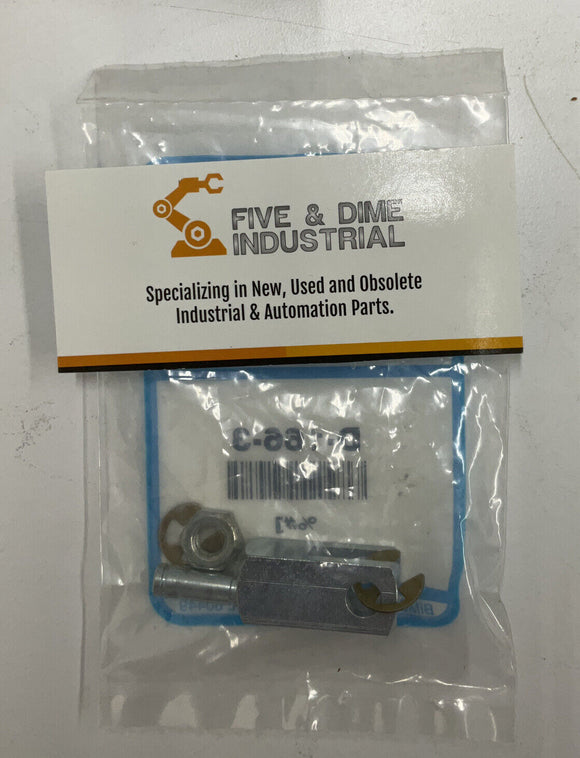 FIVE & DIME
INDUSTRIAL
Specializing in New, Used and Obsolete
Industrial & Automation Parts.